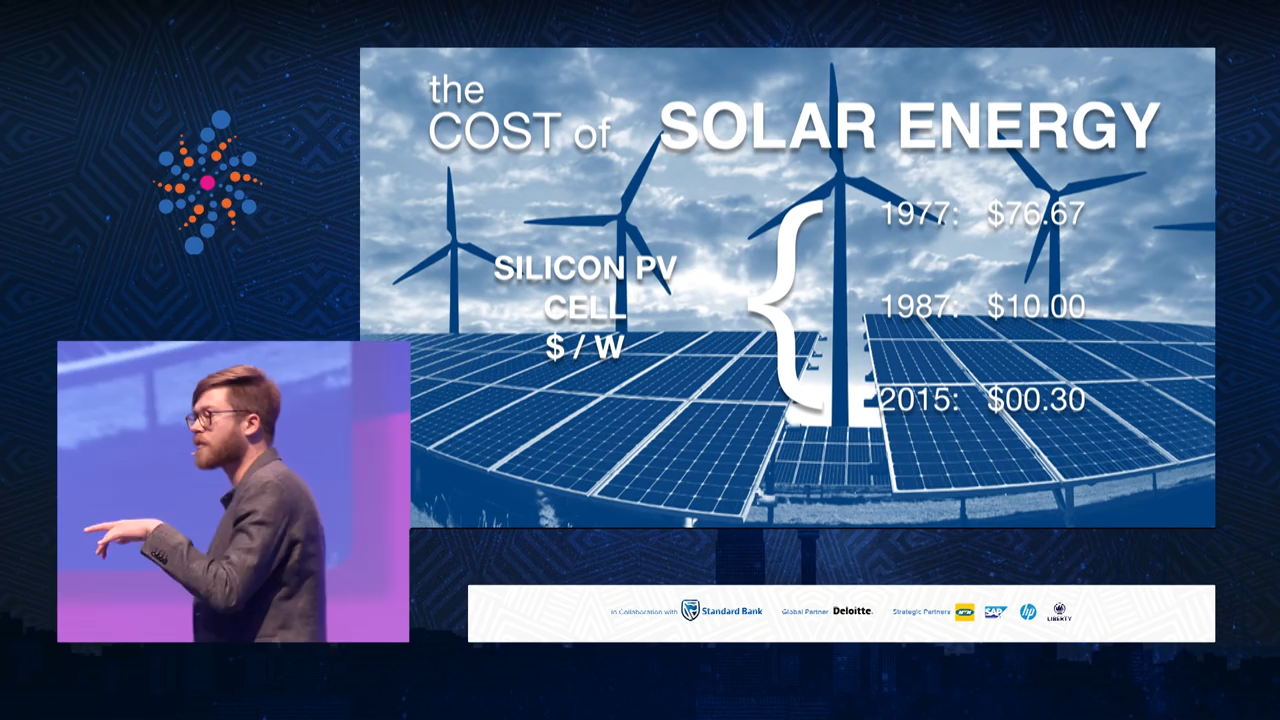 the
COST of SOLAR ENERGY
1977: $76.67
SILICON PV
CELL
$ / W
1987: $10.00
2015: $00.30
In Collaboration with Standard Bank Global Partner Deloitte. Strategic Partners MTN SAP hp LIBERTY